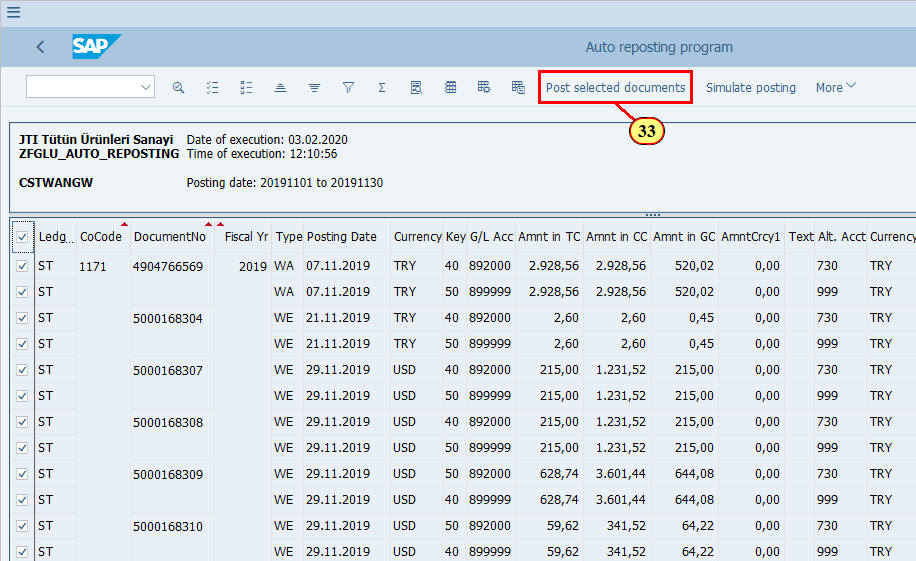 SAP
Auto reposting program
Post selected documents Simulate posting More
33
JTI Tütün Ürünleri Sanayi Date of execution: 03.02.2020
ZFGLU_AUTO_REPOSTING Time of execution: 12:10:56
CSTWANGW Posting date: 20191101 to 20191130
Ledg... CoCode DocumentNo Fiscal Yr Type Posting Date Currency Key G/L Acc Amnt in TC Amnt in CC Amnt in GC AmntCrcy1 Text Alt. Acct Currency
ST 1171 4904766569 2019 WA 07.11.2019 TRY 40 892000 2.928,56 2.928,56 520,02 0,00 730 TRY
ST WA 07.11.2019 TRY 50 899999 2.928,56 2.928,56 520,02 0,00 999 TRY
ST 5000168304 WE 21.11.2019 TRY 40 892000 2,60 2,60 0,45 0,00 730 TRY
ST WE 21.11.2019 TRY 50 899999 2,60 2,60 0,45 0,00 999 TRY
ST 5000168307 WE 29.11.2019 USD 40 892000 215,00 1.231,52 215,00 0,00 730 TRY
ST WE 29.11.2019 USD 50 899999 215,00 1.231,52 215,00 0,00 999 TRY
ST 5000168308 WE 29.11.2019 USD 40 892000 215,00 1.231,52 215,00 0,00 730 TRY
ST WE 29.11.2019 USD 50 899999 215,00 1.231,52 215,00 0,00 999 TRY
ST 5000168309 WE 29.11.2019 USD 50 892000 628,74 3.601,44 644,08 0,00 730 TRY
ST WE 29.11.2019 USD 40 899999 628,74 3.601,44 644,08 0,00 999 TRY
ST 5000168310 WE 29.11.2019 USD 50 892000 59,62 341,52 64,22 0,00 730 TRY
ST WE 29.11.2019 USD 40 899999 59,62 341,52 64,22 0,00 999 TRY